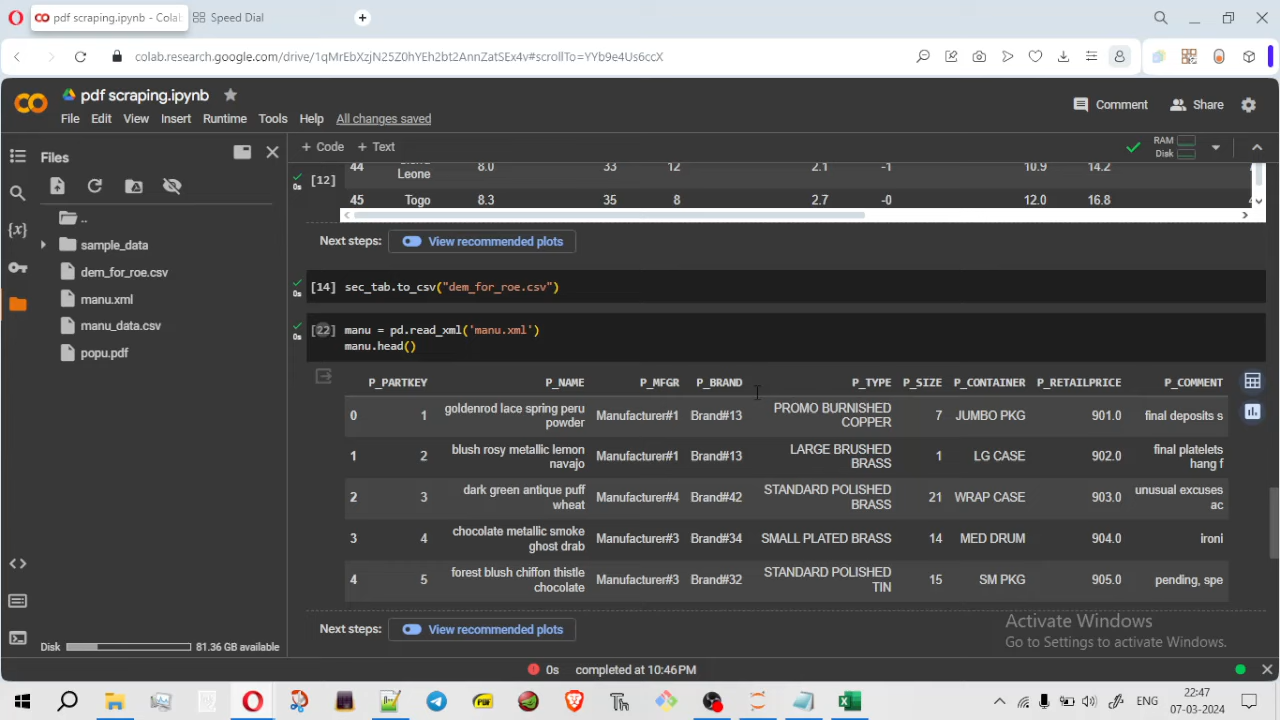 pdf scraping.ipynb - Colab
Speed Dial
colab.research.google.com/drive/1qMrEbXzjN25Z0hYEh2bt2AnnZatSEx4v#scrollTo=YYb9e4Us6ccX
pdf scraping.ipynb
File Edit View Insert Runtime Tools Help All changes saved
Comment
Share
Files
+ Code + Text
RAM
Disk
..
sample_data
dem_for_roe.csv
manu.xml
manu_data.csv
popu.pdf
Disk 81.36 GB available
0s
[12]
44 Leone 8.0 33 12 2.1 -1 10.9 14.2
45 Togo 8.3 35 8 2.7 -0 12.0 16.8
Next steps: View recommended plots
0s
[14] sec_tab.to_csv("dem_for_roe.csv")
0s
[22] manu = pd.read_xml('manu.xml')
manu.head()
P_PARTKEY P_NAME P_MFGR P_BRAND P_TYPE P_SIZE P_CONTAINER P_RETAILPRICE P_COMMENT
0 1 goldenrod lace spring peru powder Manufacturer#1 Brand#13 PROMO BURNISHED COPPER 7 JUMBO PKG 901.0 final deposits s
1 2 blush rosy metallic lemon navajo Manufacturer#1 Brand#13 LARGE BRUSHED BRASS 1 LG CASE 902.0 final platelets hang f
2 3 dark green antique puff wheat Manufacturer#4 Brand#42 STANDARD POLISHED BRASS 21 WRAP CASE 903.0 unusual excuses ac
3 4 chocolate metallic smoke ghost drab Manufacturer#3 Brand#34 SMALL PLATED BRASS 14 MED DRUM 904.0 ironi
4 5 forest blush chiffon thistle chocolate Manufacturer#3 Brand#32 STANDARD POLISHED TIN 15 SM PKG 905.0 pending, spe
Next steps: View recommended plots
Activate Windows
Go to Settings to activate Windows.
0s completed at 10:46 PM
ENG
22:47
07-03-2024